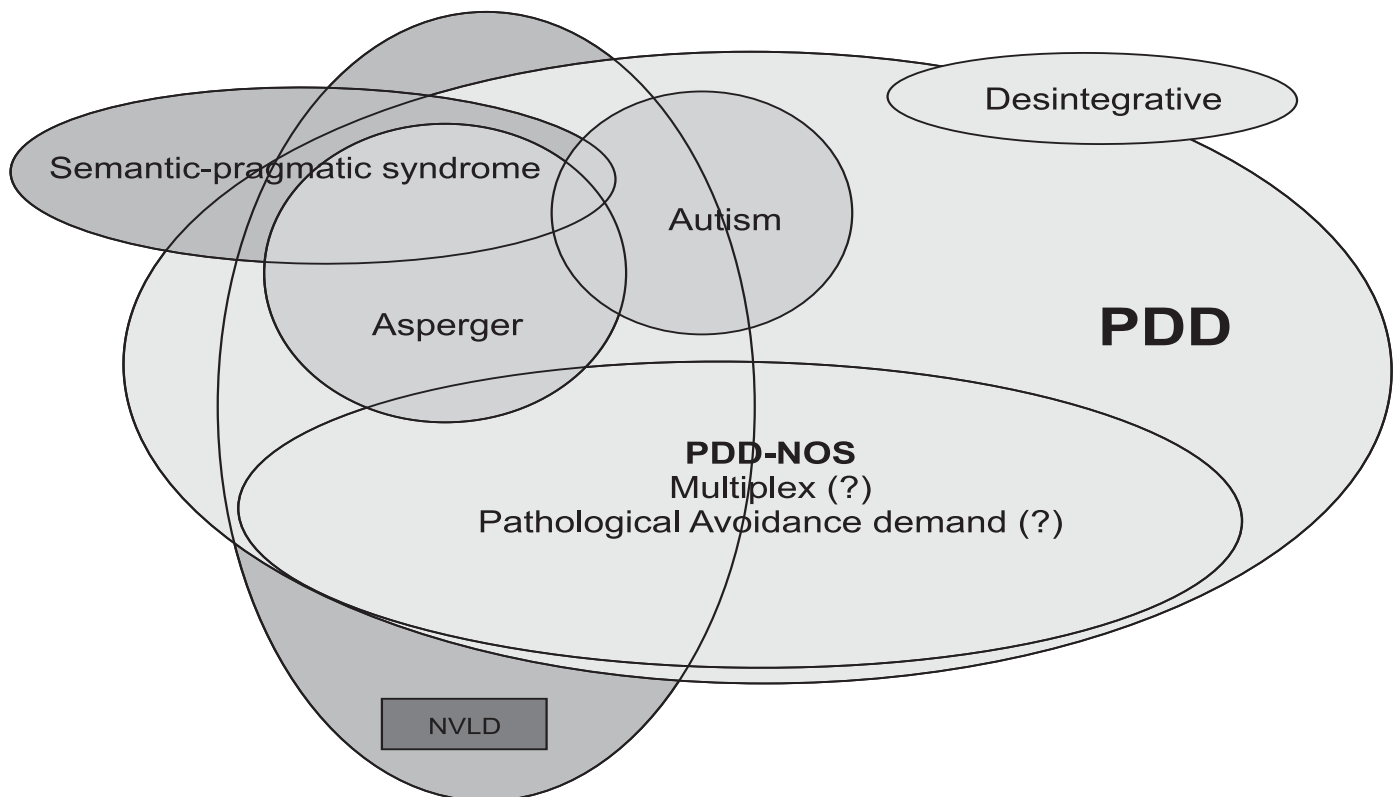 Desintegrative
Semantic-pragmatic syndrome
Autism
Asperger
PDD
PDD-NOS
Multiplex (?)
Pathological Avoidance demand (?)
NVLD